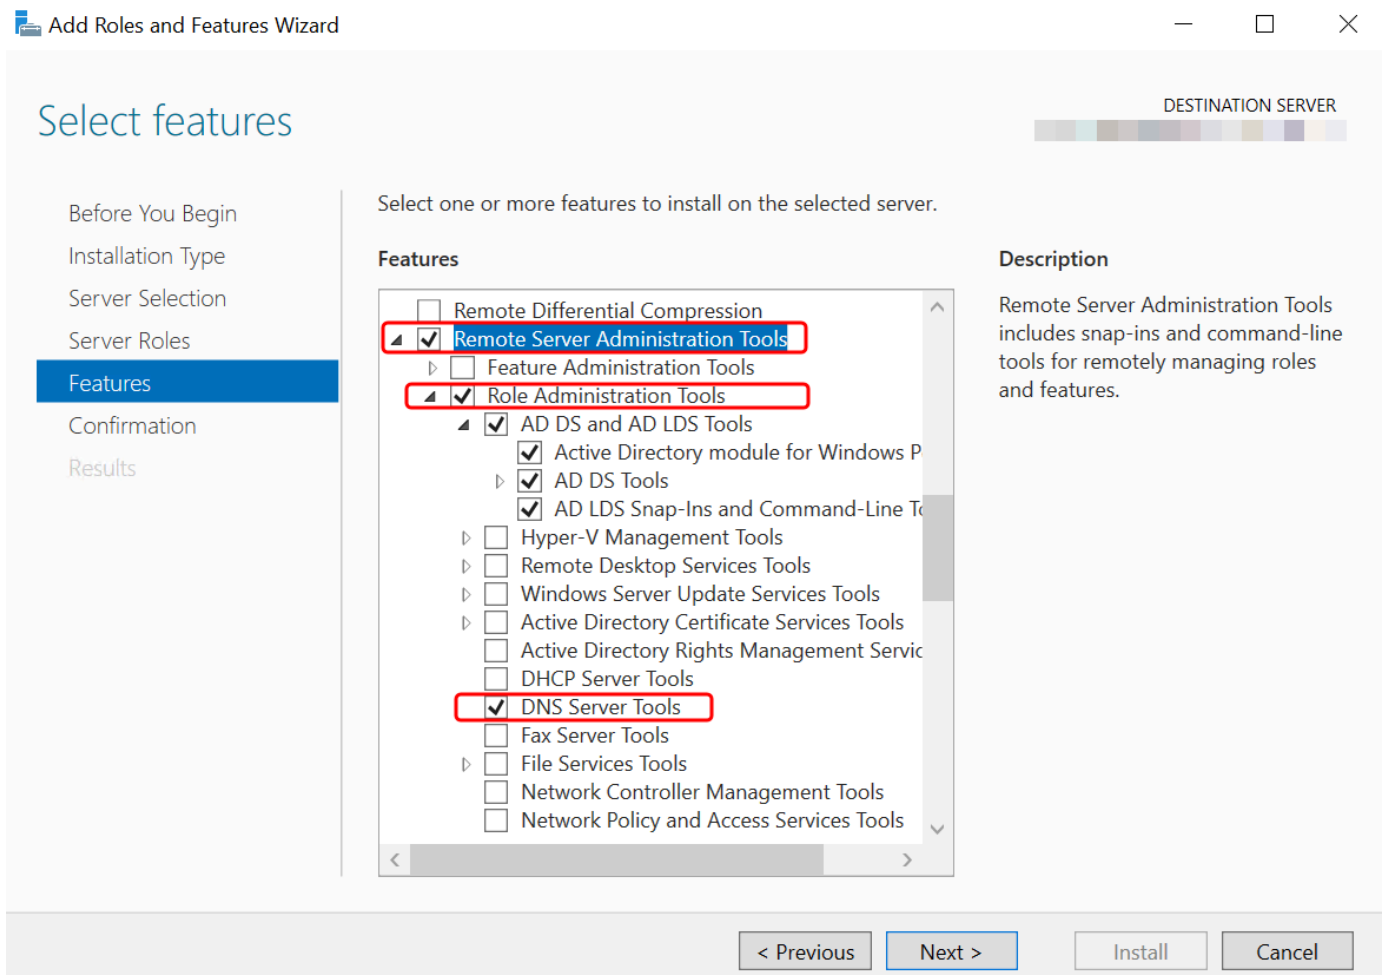 Add Roles and Features Wizard
Select features
DESTINATION SERVER
Before You Begin
Installation Type
Server Selection
Server Roles
Features
Confirmation
Results
Select one or more features to install on the selected server.
Features
Remote Differential Compression
Remote Server Administration Tools
Feature Administration Tools
Role Administration Tools
AD DS and AD LDS Tools
Active Directory module for Windows P
AD DS Tools
AD LDS Snap-Ins and Command-Line To
Hyper-V Management Tools
Remote Desktop Services Tools
Windows Server Update Services Tools
Active Directory Certificate Services Tools
Active Directory Rights Management Servic
DHCP Server Tools
DNS Server Tools
Fax Server Tools
File Services Tools
Network Controller Management Tools
Network Policy and Access Services Tools
Description
Remote Server Administration Tools
includes snap-ins and command-line
tools for remotely managing roles
and features.
< Previous
Next >
Install
Cancel